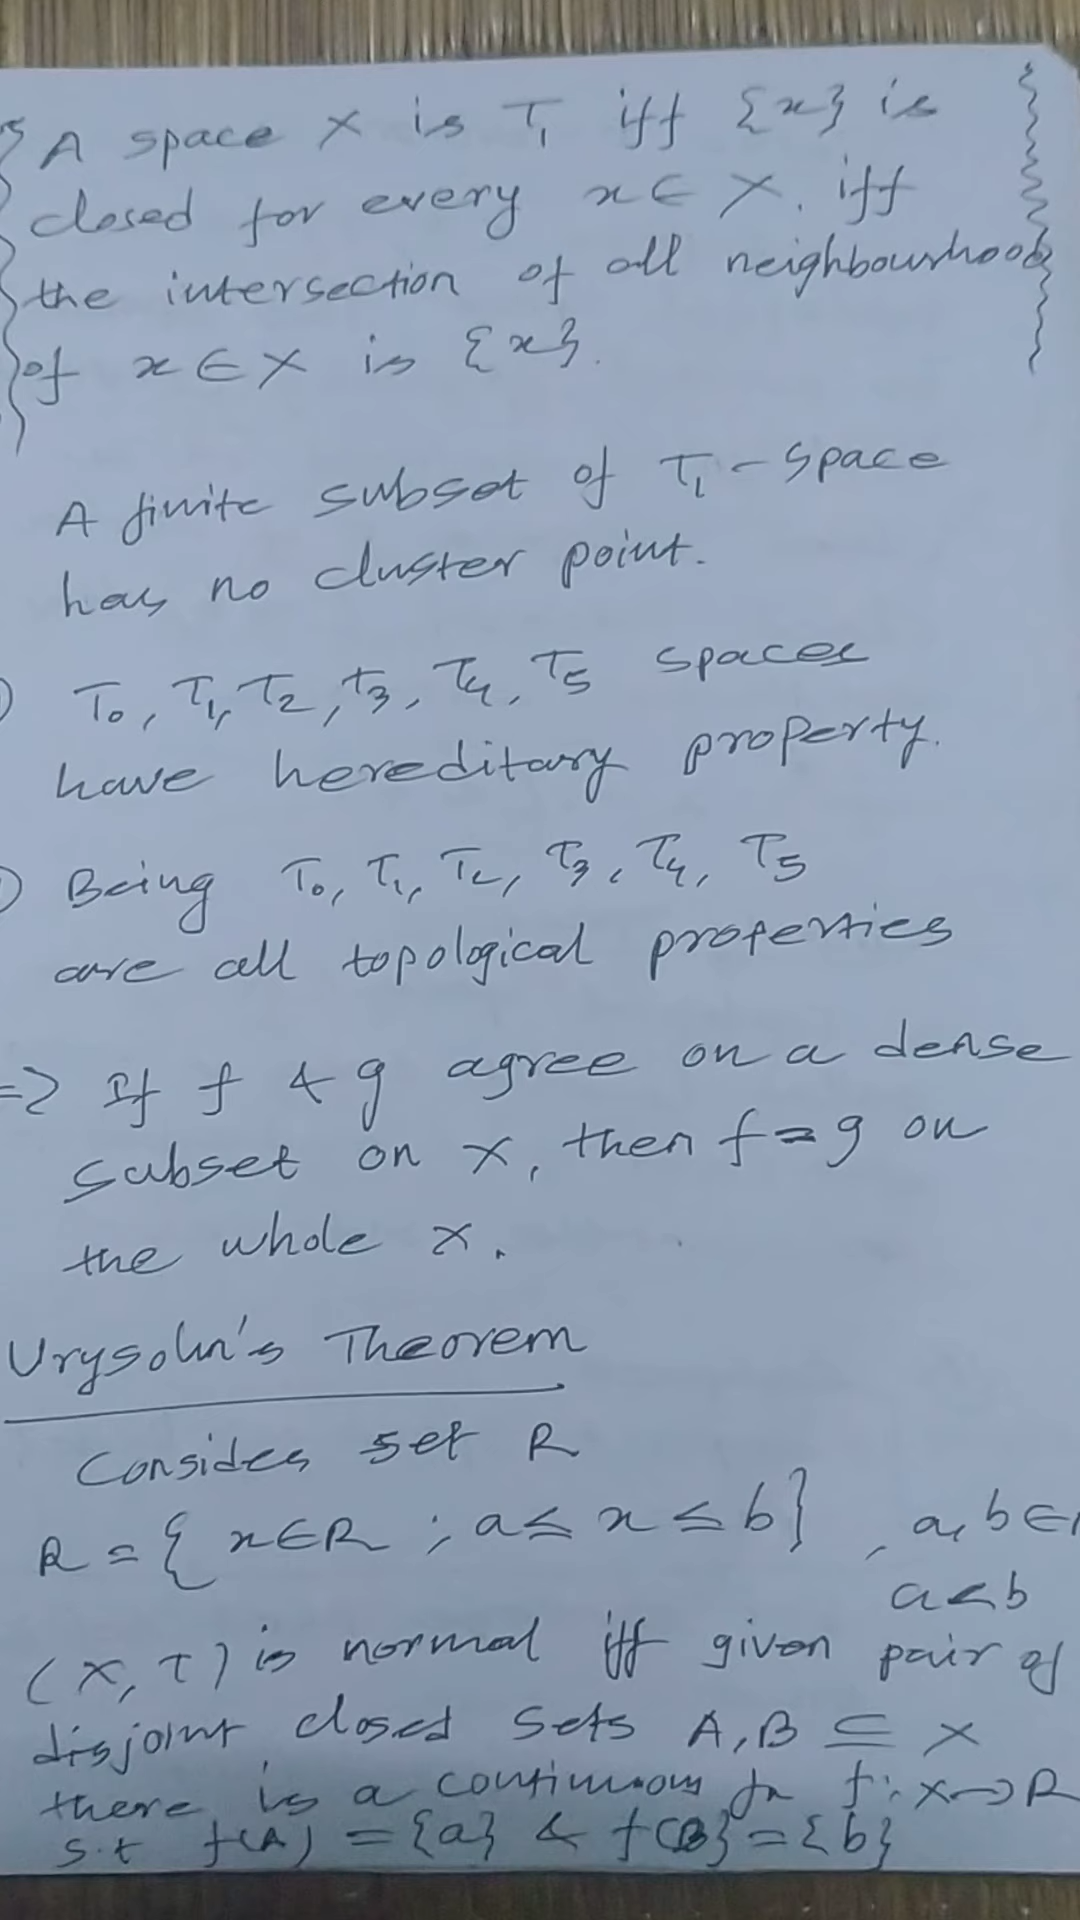 A space X is T₁ iff {x} is
closed for every x ∈ X. iff
the intersection of all neighbourhoods
of x ∈ X is {x}.
A finite subset of T₁ - space
has no cluster point.
T₀, T₁, T₂, T₃, T₄, T₅ spaces
have hereditary property.
Being T₀, T₁, T₂, T₃, T₄, T₅
are all topological properties
=> If f & g agree on a dense
subset on X, then f = g on
the whole X.
Urysohn's Theorem
Consider set R
R = { x ∈ R ; a ≤ x ≤ b } , a, b ∈
a < b
(X, τ) is normal iff given pair of
disjoint closed sets A, B ⊆ X
there is a continuous fn f: X → R
s.t f(A) = {a} & f(B} = {b}